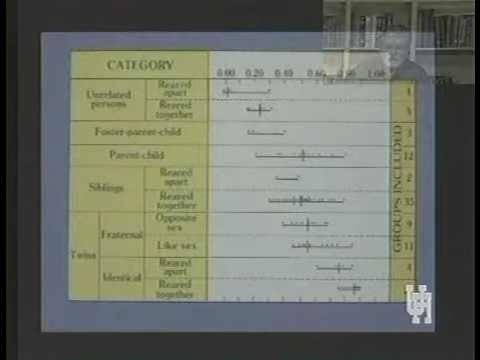 CATEGORY
0.00 0.20 0.40 0.60 0.80 1.00
Unrelated persons
Reared apart
4
Reared together
5
Foster-parent-child
3
Parent-child
12
Siblings
Reared apart
2
Reared together
35
Twins
Fraternal
Opposite sex
9
Like sex
11
Identical
Reared apart
4
Reared together
GROUPS INCLUDED
UH